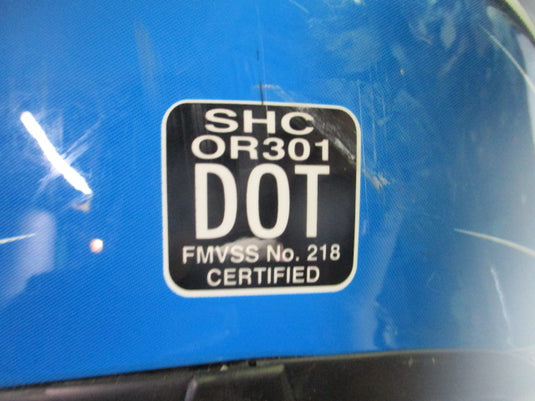 SHC
OR301
DOT
FMVSS No. 218
CERTIFIED